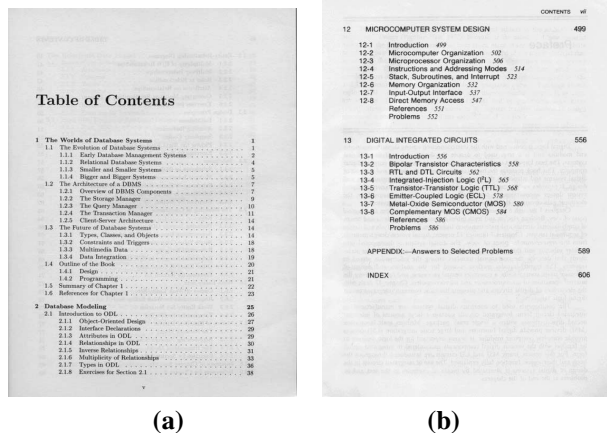 Table of Contents
1 The Worlds of Database Systems 1
1.1 The Evolution of Database Systems . . . 1
1.1.1 Early Database Management Systems . . . 2
1.1.2 Relational Database Systems . . . 4
1.1.3 Smaller and Smaller Systems . . . 5
1.1.4 Bigger and Bigger Systems . . . 5
1.2 The Architecture of a DBMS . . . 7
1.2.1 Overview of DBMS Components . . . 7
1.2.2 The Storage Manager . . . 9
1.2.3 The Query Manager . . . 10
1.2.4 The Transaction Manager . . . 11
1.2.5 Client-Server Architecture . . . 14
1.3 The Future of Database Systems . . . 14
1.3.1 Types, Classes, and Objects . . . 14
1.3.2 Constraints and Triggers . . . 18
1.3.3 Multimedia Data . . . 18
1.3.4 Data Integration . . . 19
1.4 Outline of the Book . . . 20
1.4.1 Design . . . 21
1.4.2 Programming . . . 21
1.5 Summary of Chapter 1 . . . 22
1.6 References for Chapter 1 . . . 23
2 Database Modeling 25
2.1 Introduction to ODL . . . 26
2.1.1 Object-Oriented Design . . . 27
2.1.2 Interface Declarations . . . 29
2.1.3 Attributes in ODL . . . 29
2.1.4 Relationships in ODL . . . 30
2.1.5 Inverse Relationships . . . 31
2.1.6 Multiplicity of Relationships . . . 33
2.1.7 Types in ODL . . . 36
2.1.8 Exercises for Section 2.1 . . . 38
v
(a)
CONTENTS vii
12 MICROCOMPUTER SYSTEM DESIGN 499
12-1 Introduction 499
12-2 Microcomputer Organization 502
12-3 Microprocessor Organization 506
12-4 Instructions and Addressing Modes 514
12-5 Stack, Subroutines, and Interrupt 523
12-6 Memory Organization 532
12-7 Input-Output Interface 537
12-8 Direct Memory Access 547
References 551
Problems 552
13 DIGITAL INTEGRATED CIRCUITS 556
13-1 Introduction 556
13-2 Bipolar Transistor Characteristics 558
13-3 RTL and DTL Circuits 562
13-4 Integrated-Injection Logic (I²L) 565
13-5 Transistor-Transistor Logic (TTL) 568
13-6 Emitter-Coupled Logic (ECL) 578
13-7 Metal-Oxide Semiconductor (MOS) 580
13-8 Complementary MOS (CMOS) 584
References 586
Problems 586
APPENDIX:—Answers to Selected Problems 589
INDEX 606
(b)